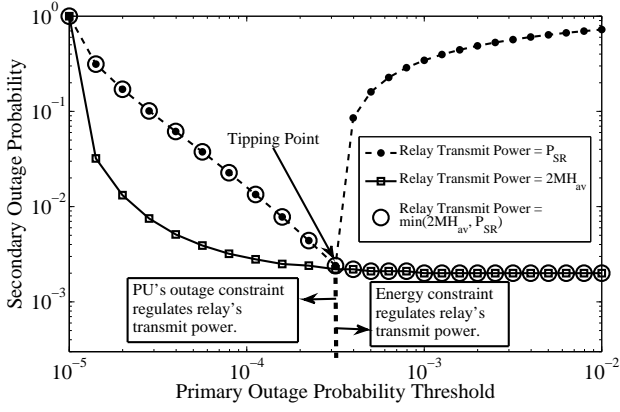 10^0
10^-1
10^-2
10^-3
Secondary Outage Probability
Tipping Point
Relay Transmit Power = P_SR
Relay Transmit Power = 2MH_av
Relay Transmit Power =
min(2MH_av, P_SR)
PU's outage constraint
regulates relay's
transmit power.
Energy constraint
regulates relay's
transmit power.
10^-5
10^-4
10^-3
10^-2
Primary Outage Probability Threshold